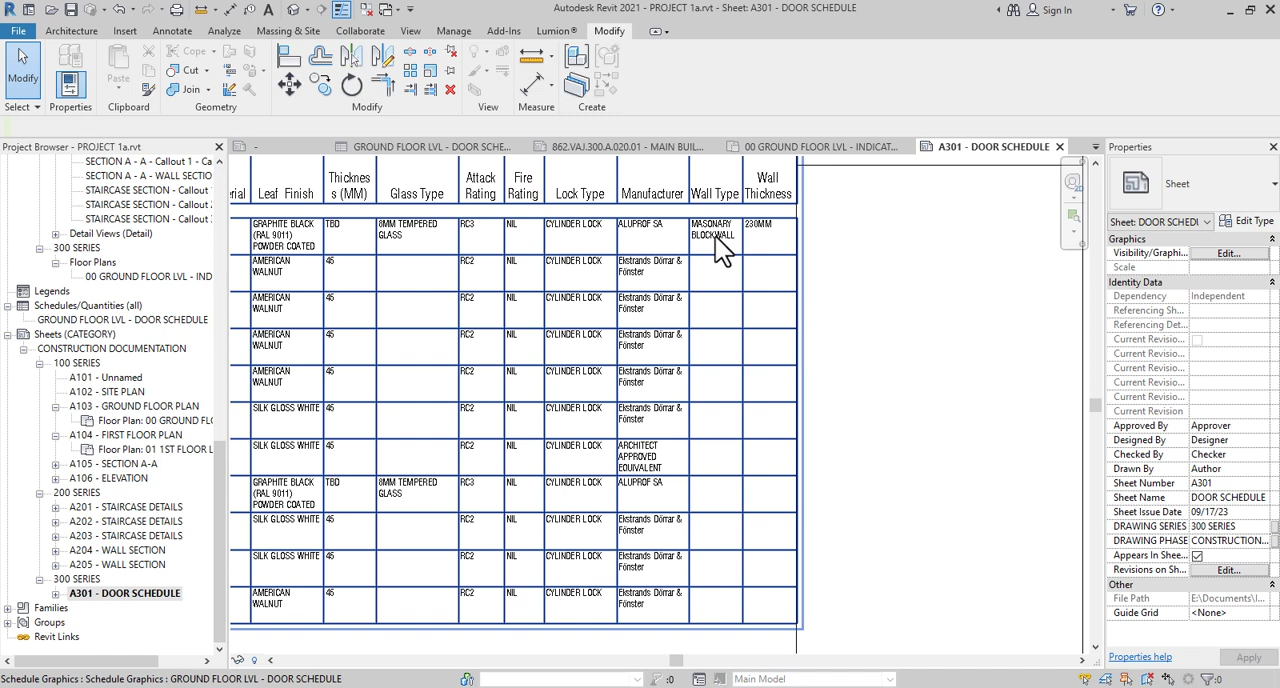 Autodesk Revit 2021 - PROJECT 1a.rvt - Sheet: A301 - DOOR SCHEDULE
Sign In
File Architecture Insert Annotate Analyze Massing & Site Collaborate View Manage Add-Ins Lumion® Modify
Modify Paste Cope Cut Join
Select Properties Clipboard Geometry Modify View Measure Create
Project Browser - PROJECT 1a.rvt
-
GROUND FLOOR LVL - DOOR SCHE...
862.VAJ.300.A.020.01 - MAIN BUIL...
00 GROUND FLOOR LVL - INDICAT...
A301 - DOOR SCHEDULE
Properties
SECTION A - A - Callout 1 - Ca
SECTION A - A - WALL SECTIO
STAIRCASE SECTION - Callout
STAIRCASE SECTION - Callout
STAIRCASE SECTION - Callout
Detail Views (Detail)
300 SERIES
Floor Plans
00 GROUND FLOOR LVL - IND
Legends
Schedules/Quantities (all)
GROUND FLOOR LVL - DOOR SCHEDULE
Sheets (CATEGORY)
CONSTRUCTION DOCUMENTATION
100 SERIES
A101 - Unnamed
A102 - SITE PLAN
A103 - GROUND FLOOR PLAN
Floor Plan: 00 GROUND FLC
A104 - FIRST FLOOR PLAN
Floor Plan: 01 1ST FLOOR L
A105 - SECTION A-A
A106 - ELEVATION
200 SERIES
A201 - STAIRCASE DETAILS
A202 - STAIRCASE DETAILS
A203 - STAIRCASE DETAILS
A204 - WALL SECTION
A205 - WALL SECTION
300 SERIES
A301 - DOOR SCHEDULE
Families
Groups
Revit Links
erial Leaf Finish Thicknes s (MM) Glass Type Attack Rating Fire Rating Lock Type Manufacturer Wall Type Wall Thickness
GRAPHITE BLACK (RAL 9011) POWDER COATED TBD 8MM TEMPERED GLASS RC3 NIL CYLINDER LOCK ALUPROF SA MASONARY BLOCKWALL 230MM
AMERICAN WALNUT 45 RC2 NIL CYLINDER LOCK Ekstrands Dörrar & Fönster
AMERICAN WALNUT 45 RC2 NIL CYLINDER LOCK Ekstrands Dörrar & Fönster
AMERICAN WALNUT 45 RC2 NIL CYLINDER LOCK Ekstrands Dörrar & Fönster
AMERICAN WALNUT 45 RC2 NIL CYLINDER LOCK Ekstrands Dörrar & Fönster
SILK GLOSS WHITE 45 RC2 NIL CYLINDER LOCK Ekstrands Dörrar & Fönster
SILK GLOSS WHITE 45 RC2 NIL CYLINDER LOCK ARCHITECT APPROVED EQUIVALENT
GRAPHITE BLACK (RAL 9011) POWDER COATED TBD 8MM TEMPERED GLASS RC3 NIL CYLINDER LOCK ALUPROF SA
SILK GLOSS WHITE 45 RC2 NIL CYLINDER LOCK Ekstrands Dörrar & Fönster
SILK GLOSS WHITE 45 RC2 NIL CYLINDER LOCK Ekstrands Dörrar & Fönster
AMERICAN WALNUT 45 RC2 NIL CYLINDER LOCK Ekstrands Dörrar & Fönster
Sheet
Sheet: DOOR SCHEDI Edit Type
Graphics
Visibility/Graphi... Edit...
Scale
Identity Data
Dependency Independent
Referencing Sh...
Referencing Det...
Current Revisio...
Current Revisio...
Current Revisio...
Current Revisio...
Current Revisio...
Current Revision
Approved By Approver
Designed By Designer
Checked By Checker
Drawn By Author
Sheet Number A301
Sheet Name DOOR SCHEDULE
Sheet Issue Date 09/17/23
DRAWING SERIES 300 SERIES
DRAWING PHASE CONSTRUCTION...
Appears In Shee...
Revisions on Sh... Edit...
Other
File Path E:\Documents\I...
Guide Grid <None>
Properties help Apply
Schedule Graphics : Schedule Graphics : GROUND FLOOR LVL - DOOR SCHEDULE
:0 Main Model :0